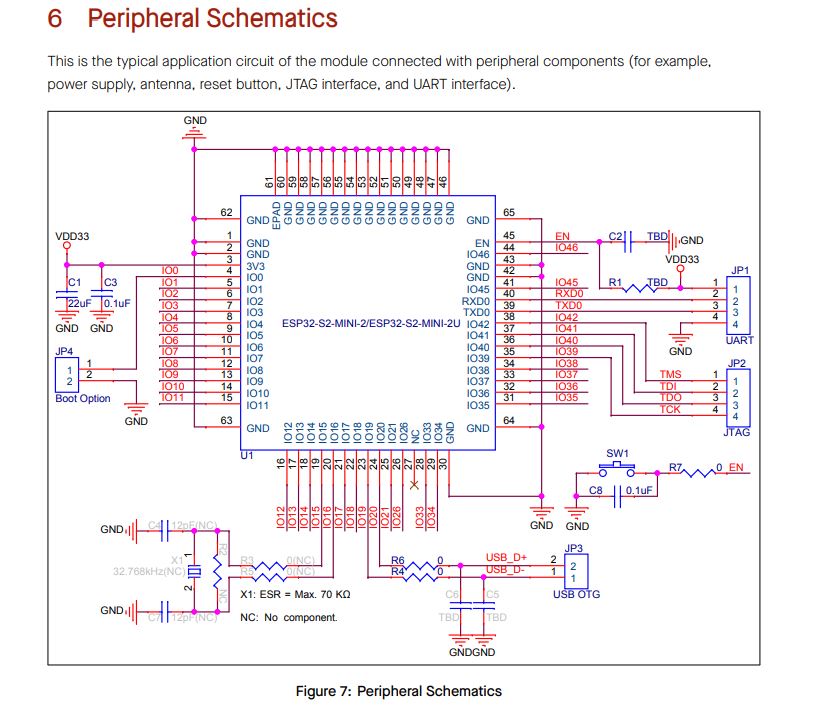 6 Peripheral Schematics
This is the typical application circuit of the module connected with peripheral components (for example,
power supply, antenna, reset button, JTAG interface, and UART interface).
GND
61 60 59 58 57 56 55 54 53 52 51 50 49 48 47 46
EPAD GND GND GND GND GND GND GND GND GND GND GND GND GND GND GND
62 GND
1 GND
2 GND
3 3V3
IO0 4 IO0
IO1 5 IO1
IO2 6 IO2
IO3 7 IO3
IO4 8 IO4
IO5 9 IO5
IO6 10 IO6
IO7 11 IO7
IO8 12 IO8
IO9 13 IO9
IO10 14 IO10
IO11 15 IO11
63 GND
VDD33
C1
22uF
GND
C3
0.1uF
GND
JP4
1 1
2 2
Boot Option
GND
ESP32-S2-MINI-2/ESP32-S2-MINI-2U
U1
GND 65
EN 45 EN
IO46 44 IO46
GND 43
GND 42
IO45 41 IO45
RXD0 40 RXD0
TXD0 39 TXD0
IO42 38 IO42
IO41 37 IO41
IO40 36 IO40
IO39 35 IO39
IO38 34 IO38
IO37 33 IO37
IO36 32 IO36
IO35 31 IO35
GND 64
C2 TBD GND
VDD33
R1 TBD
JP1
1 1
2 2
3 3
4 4
UART
GND
JP2
TMS 1 1
TDI 2 2
TDO 3 3
TCK 4 4
JTAG
IO12 IO13 IO14 IO15 IO16 IO17 IO18 IO19 IO20 IO21 IO26 NC IO33 IO34 GND
16 17 18 19 20 21 22 23 24 25 26 27 28 29 30
IO12 IO13 IO14 IO15 IO16 IO17 IO18 IO19 IO20 IO21 IO26 IO33 IO34
SW1
R7 0 EN
C8 0.1uF
GND
GND
GND C4 12pF(NC)
X1 1
32.768kHz(NC)
2
R2
NC
R3 0(NC)
R5 0(NC)
GND C7 12pF(NC)
X1: ESR = Max. 70 KΩ
NC: No component.
R6 0 USB_D+
R4 0 USB_D-
JP3
2 2
1 1
USB OTG
C6
TBD
C5
TBD
GND GND
Figure 7: Peripheral Schematics